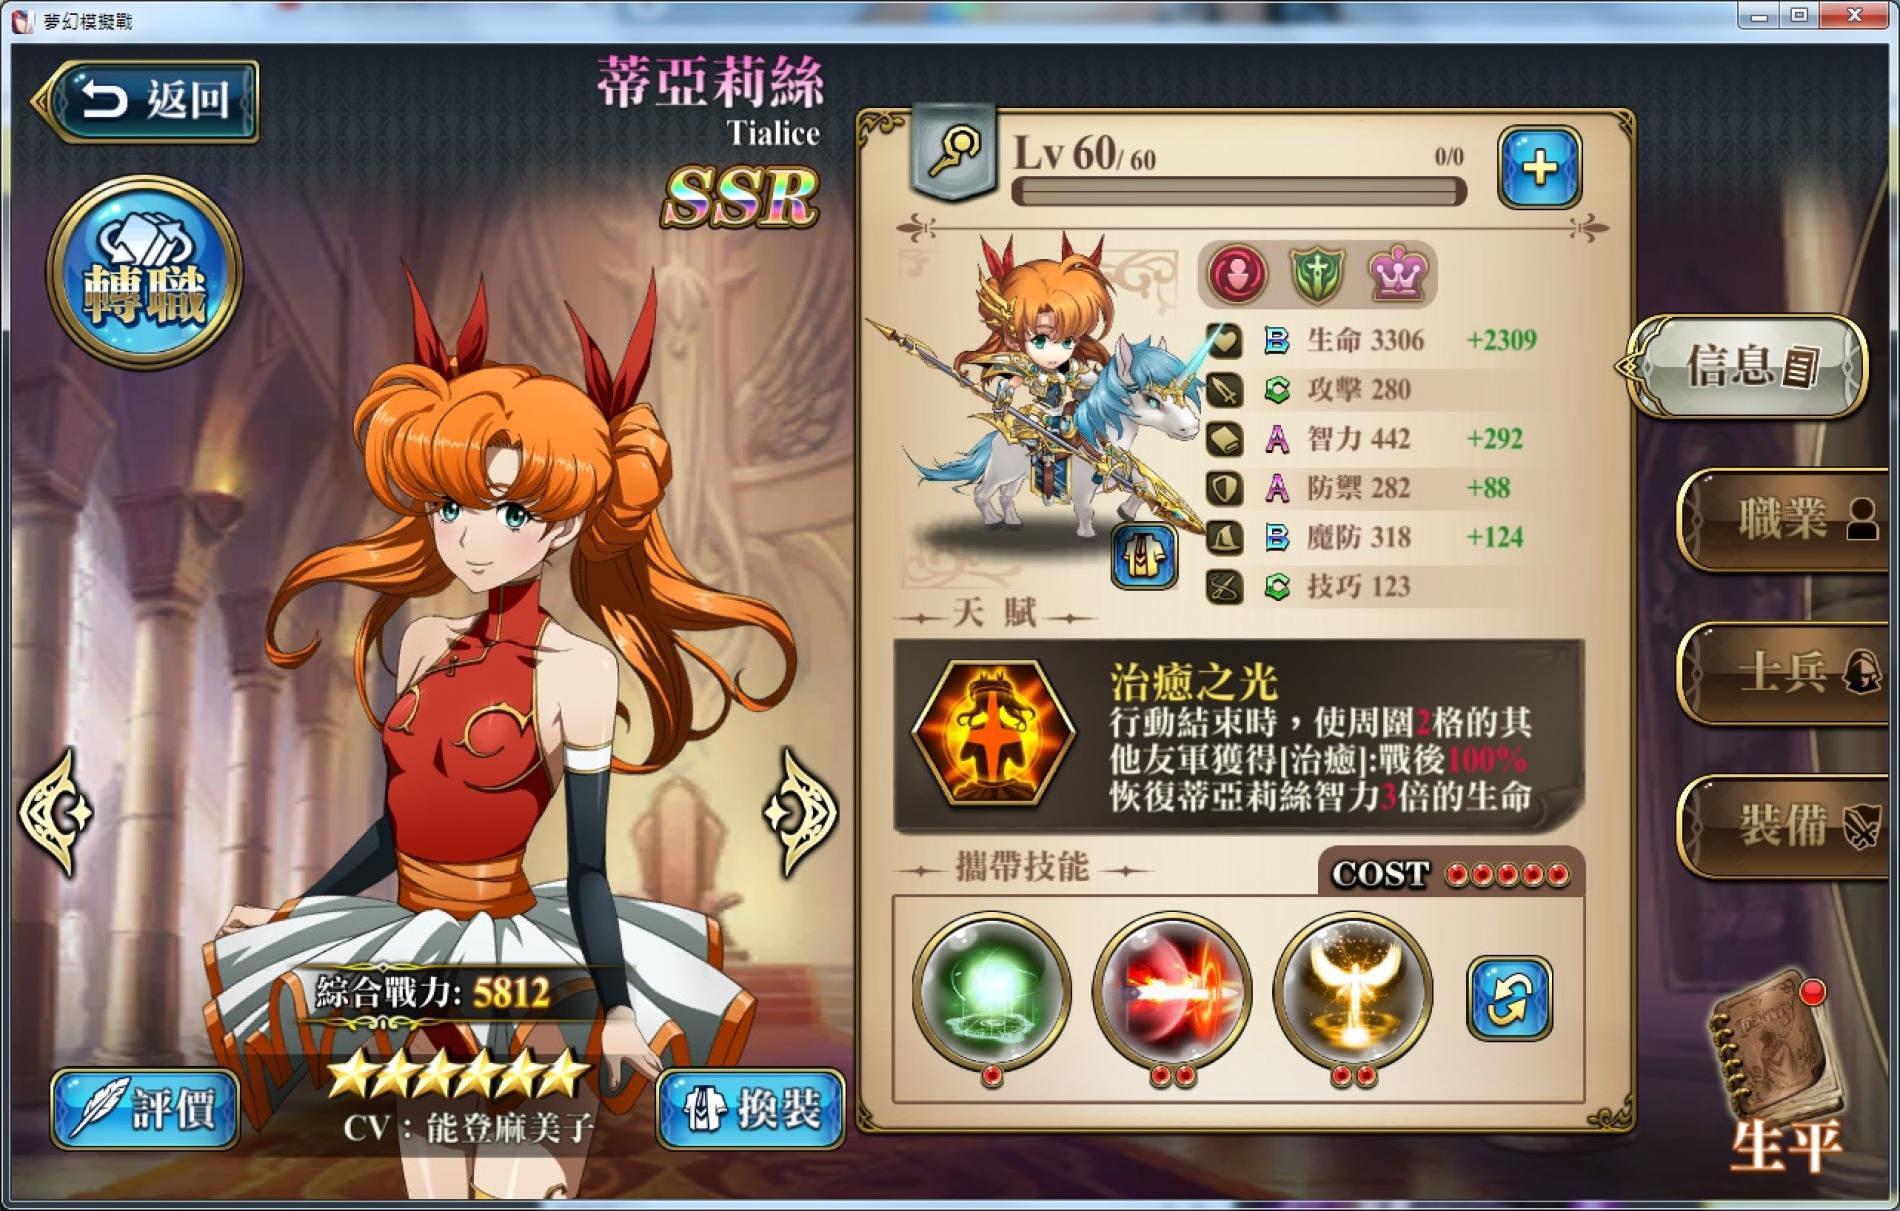 夢幻模擬戰
返回
蒂亞莉絲
Tialice
SSR
轉職
Lv 60/ 60
0/0
B 生命 3306 +2309
C 攻擊 280
A 智力 442 +292
A 防禦 282 +88
B 魔防 318 +124
C 技巧 123
天賦
治癒之光
行動結束時，使周圍2格的其
他友軍獲得[治癒]:戰後100%
恢復蒂亞莉絲智力3倍的生命
攜帶技能
COST
信息
職業
士兵
裝備
綜合戰力: 5812
評價
CV：能登麻美子
換裝
IDENTITY
生平